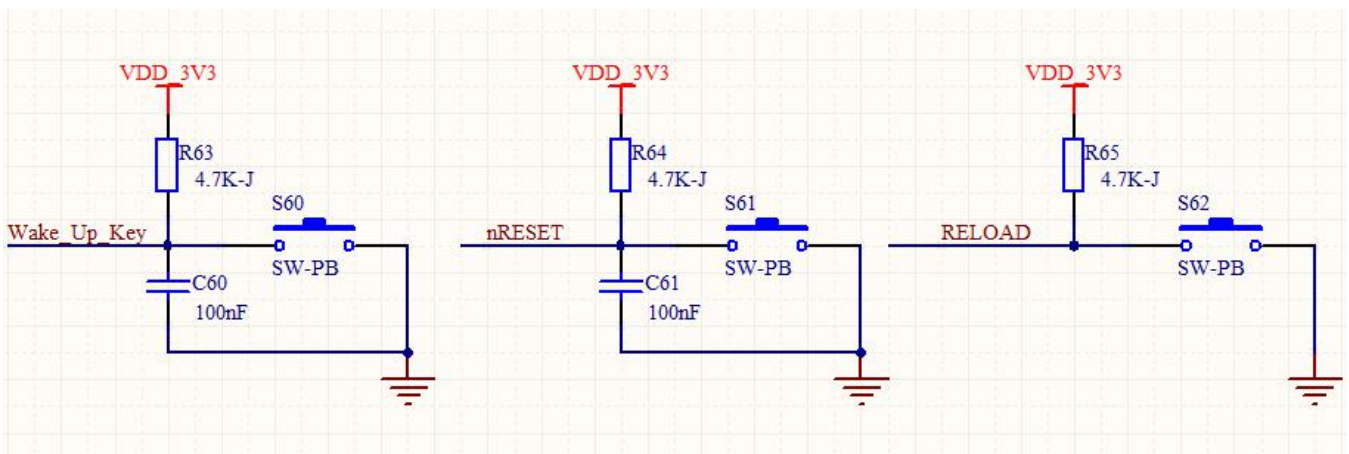 VDD_3V3
R63
4.7K-J
S60
Wake_Up_Key
SW-PB
C60
100nF
VDD_3V3
R64
4.7K-J
S61
nRESET
SW-PB
C61
100nF
VDD_3V3
R65
4.7K-J
S62
RELOAD
SW-PB